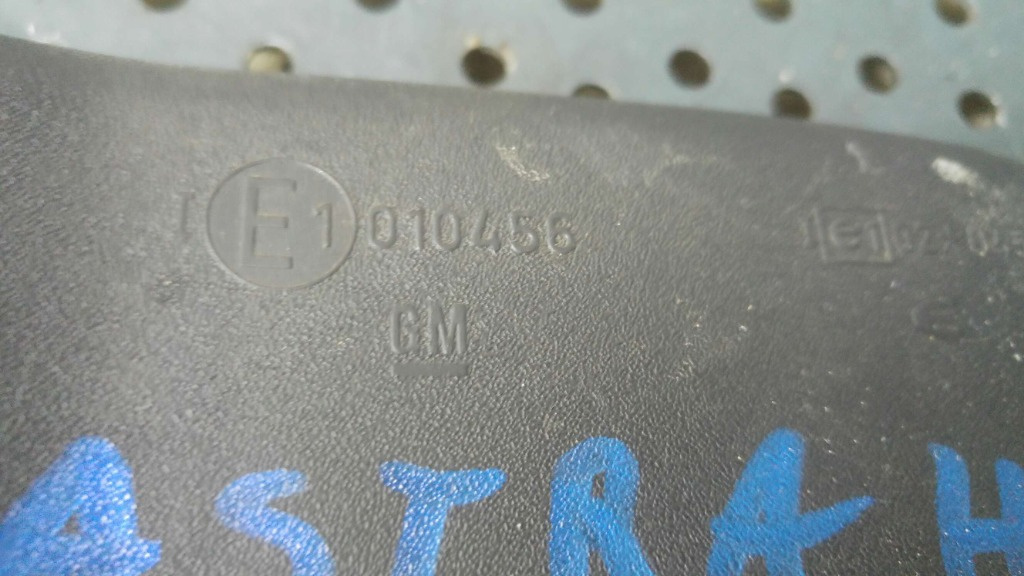 I E1 010456
GM
ASTRA H